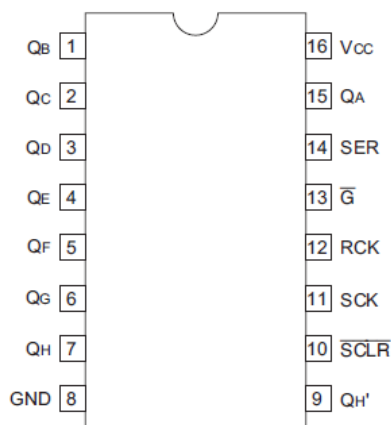 QB 1 16 VCC
QC 2 15 QA
QD 3 14 SER
QE 4 13 G̅
QF 5 12 RCK
QG 6 11 SCK
QH 7 10 S̅C̅L̅R̅
GND 8 9 QH'